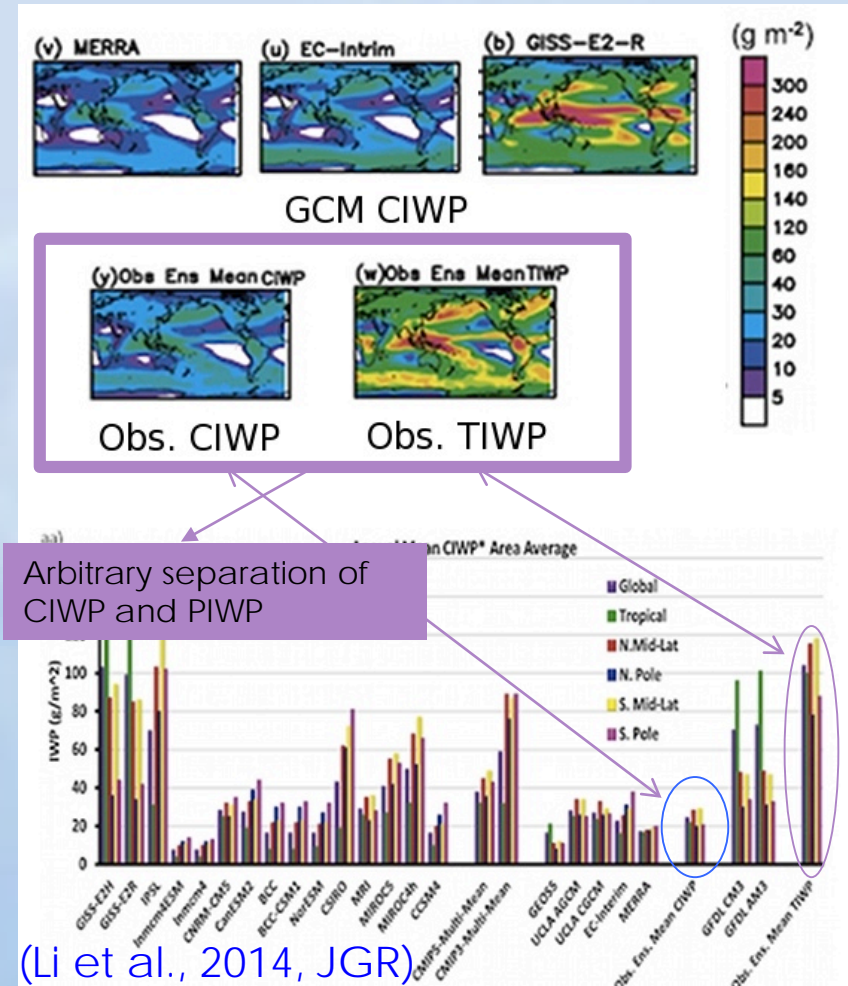 (v) MERRA
(u) EC-Intrim
(b) GISS-E2-R
(g m-2)
300
240
200
160
140
120
60
40
30
20
10
5
GCM CIWP
(y)Obs Ens Mean CIWP
(w)Obs Ens Mean TIWP
Obs. CIWP
Obs. TIWP
aa)
an CIWP* Area Average
Arbitrary separation of
CIWP and PIWP
Global
Tropical
N.Mid-Lat
N. Pole
S. Mid-Lat
S. Pole
IWP (g/m^2)
100
80
60
40
20
0
GISS-E2H
GISS-E2R
IPSL
Inmcm4ESM
Inmcm4
CNRM-CM5
CanESM2
BCC
BCC-CSM1
NorESM
CSIRO
MRI
MIROC5
MIROC4h
CCSM4
CMIP5-Multi-Mean
CMIP3-Multi-Mean
GEOS5
UCLA AGCM
UCLA CGCM
EC-Interim
MERRA
Obs. Ens. Mean CIWP
GFDL CM3
GFDL AM3
Obs. Ens. Mean TIWP
(Li et al., 2014, JGR)